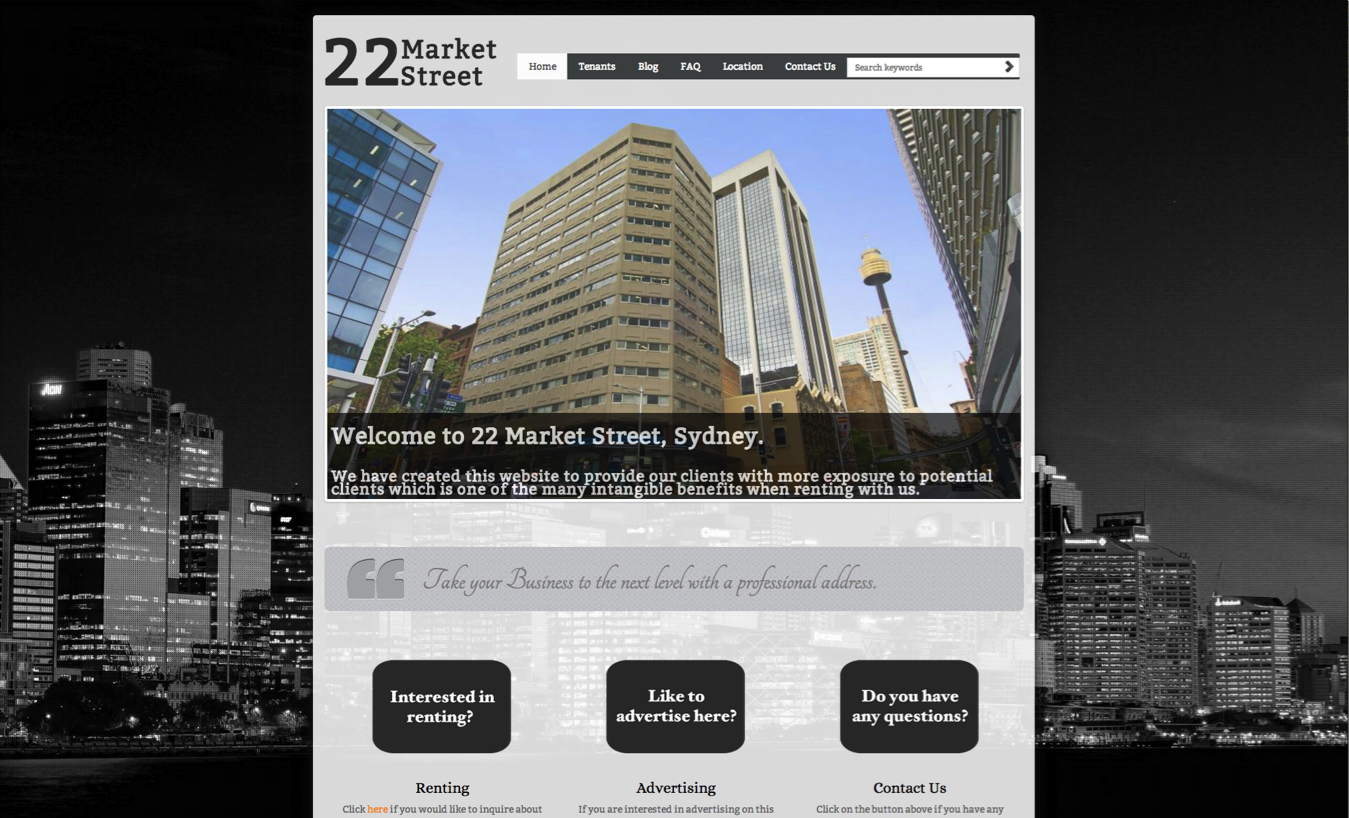 22 Market
Street
Home Tenants Blog FAQ Location Contact Us Search keywords
Welcome to 22 Market Street, Sydney.
We have created this website to provide our clients with more exposure to potential
clients which is one of the many intangible benefits when renting with us.
Take your Business to the next level with a professional address.
Interested in
renting?
Like to
advertise here?
Do you have
any questions?
Renting
Advertising
Contact Us
Click here if you would like to inquire about
If you are interested in advertising on this
Click on the button above if you have any